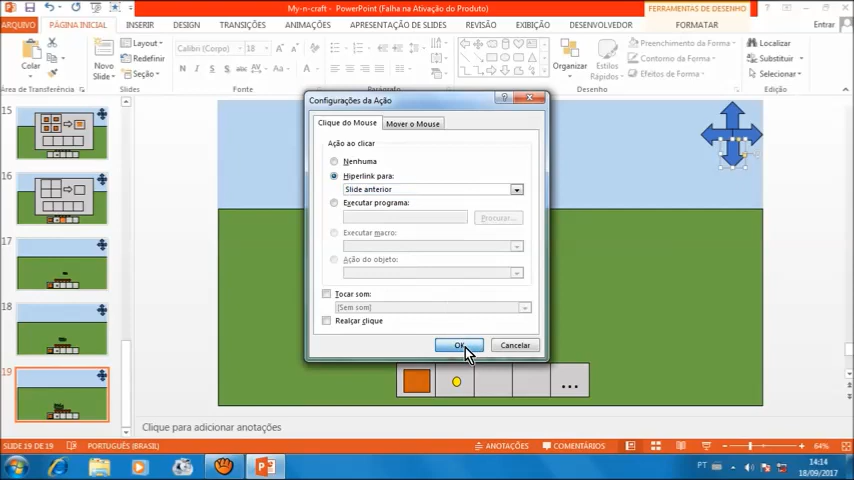 My-n-craft - PowerPoint (Falha na Ativação do Produto)
FERRAMENTAS DE DESENHO
ARQUIVO PÁGINA INICIAL INSERIR DESIGN TRANSIÇÕES ANIMAÇÕES APRESENTAÇÃO DE SLIDES REVISÃO EXIBIÇÃO DESENVOLVEDOR FORMATAR Entrar
Colar
Novo Slide
Layout
Redefinir
Seção
Calibri (Corpo) 18
Organizar
Estilos Rápidos
Preenchimento da Forma
Contorno da Forma
Efeitos de Forma
Localizar
Substituir
Selecionar
Área de Transferência Slides Fonte Parágrafo Desenho Edição
Configurações da Ação
Clique do Mouse Mover o Mouse
Ação ao clicar
Nenhuma
Hiperlink para:
Slide anterior
Executar programa:
Procurar...
Executar macro:
Ação do objeto:
Tocar som:
[Sem som]
Realçar clique
OK Cancelar
15
16
17
18
19
...
Clique para adicionar anotações
SLIDE 19 DE 19 PORTUGUÊS (BRASIL) ANOTAÇÕES COMENTÁRIOS 64%
PT 14:14
18/09/2017